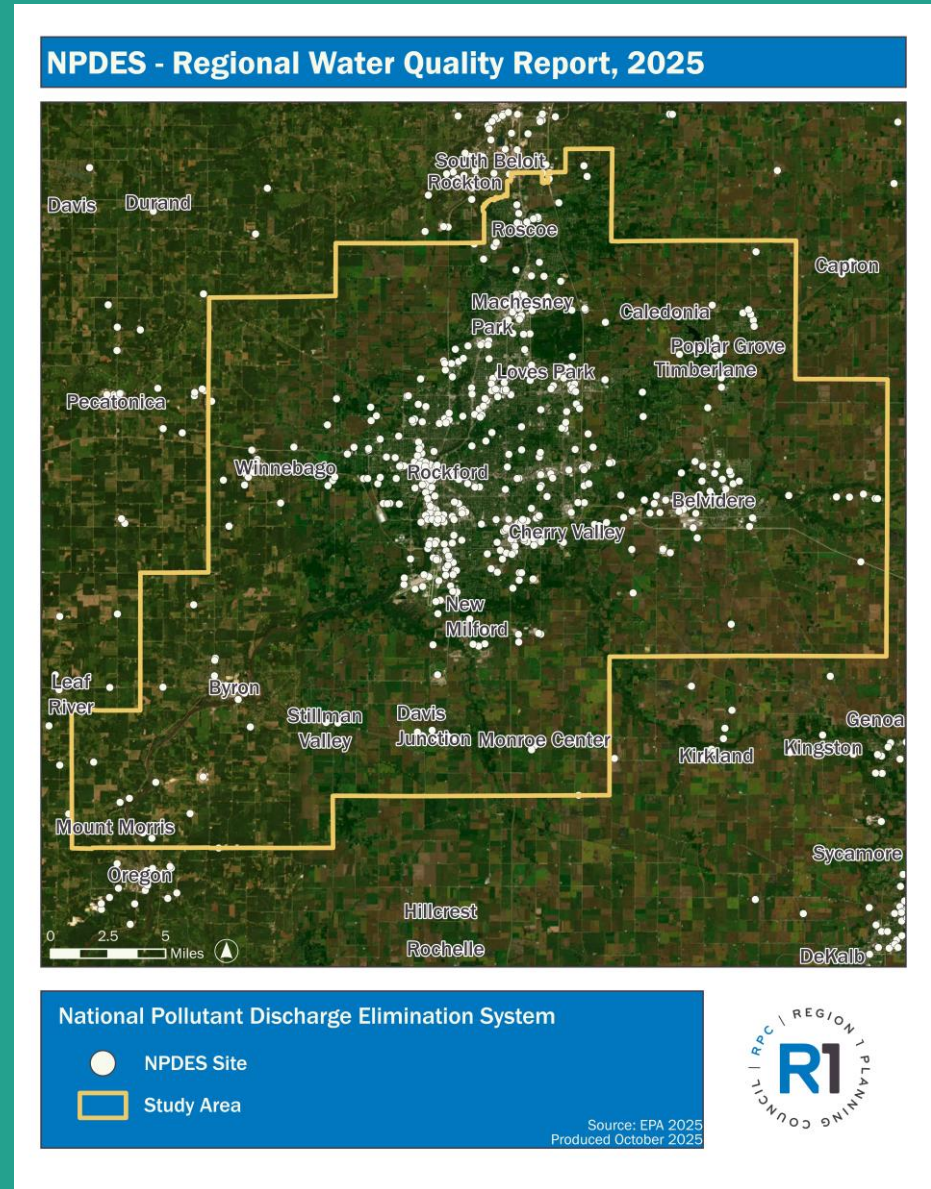 NPDES - Regional Water Quality Report, 2025
South Beloit
Rockton
Davis
Durand
Roscoe
Capron
Machesney
Park
Caledonia
Poplar Grove
Timberlane
Loves Park
Pecatonica
Winnebago
Rockford
Belvidere
Cherry Valley
New
Milford
Leaf
River
Byron
Stillman
Valley
Davis
Junction
Monroe Center
Genoa
Kingston
Kirkland
Mount Morris
Sycamore
Oregon
Hillcrest
Rochelle
DeKalb
0 2.5 5
Miles
National Pollutant Discharge Elimination System
NPDES Site
Study Area
Source: EPA 2025
Produced October 2025
RPC | REGION 1 PLANNING COUNCIL |
R1